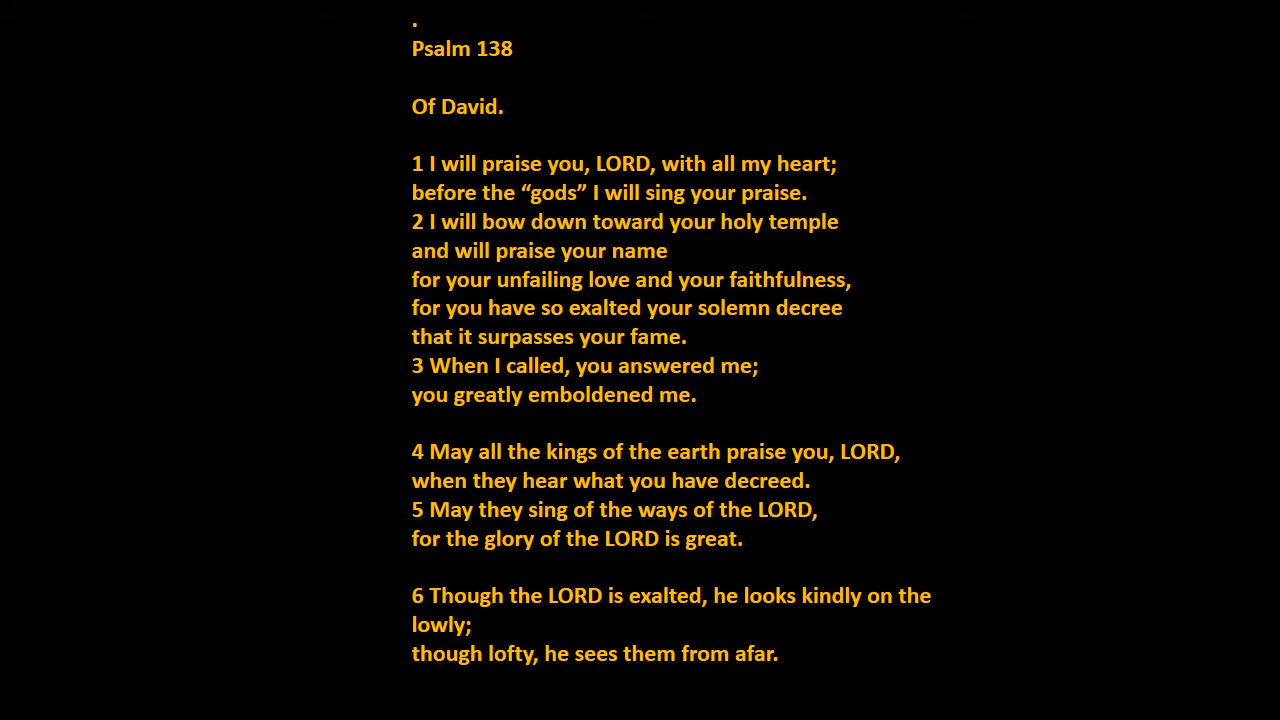 .
Psalm 138
Of David.
1 I will praise you, LORD, with all my heart;
before the “gods” I will sing your praise.
2 I will bow down toward your holy temple
and will praise your name
for your unfailing love and your faithfulness,
for you have so exalted your solemn decree
that it surpasses your fame.
3 When I called, you answered me;
you greatly emboldened me.
4 May all the kings of the earth praise you, LORD,
when they hear what you have decreed.
5 May they sing of the ways of the LORD,
for the glory of the LORD is great.
6 Though the LORD is exalted, he looks kindly on the
lowly;
though lofty, he sees them from afar.